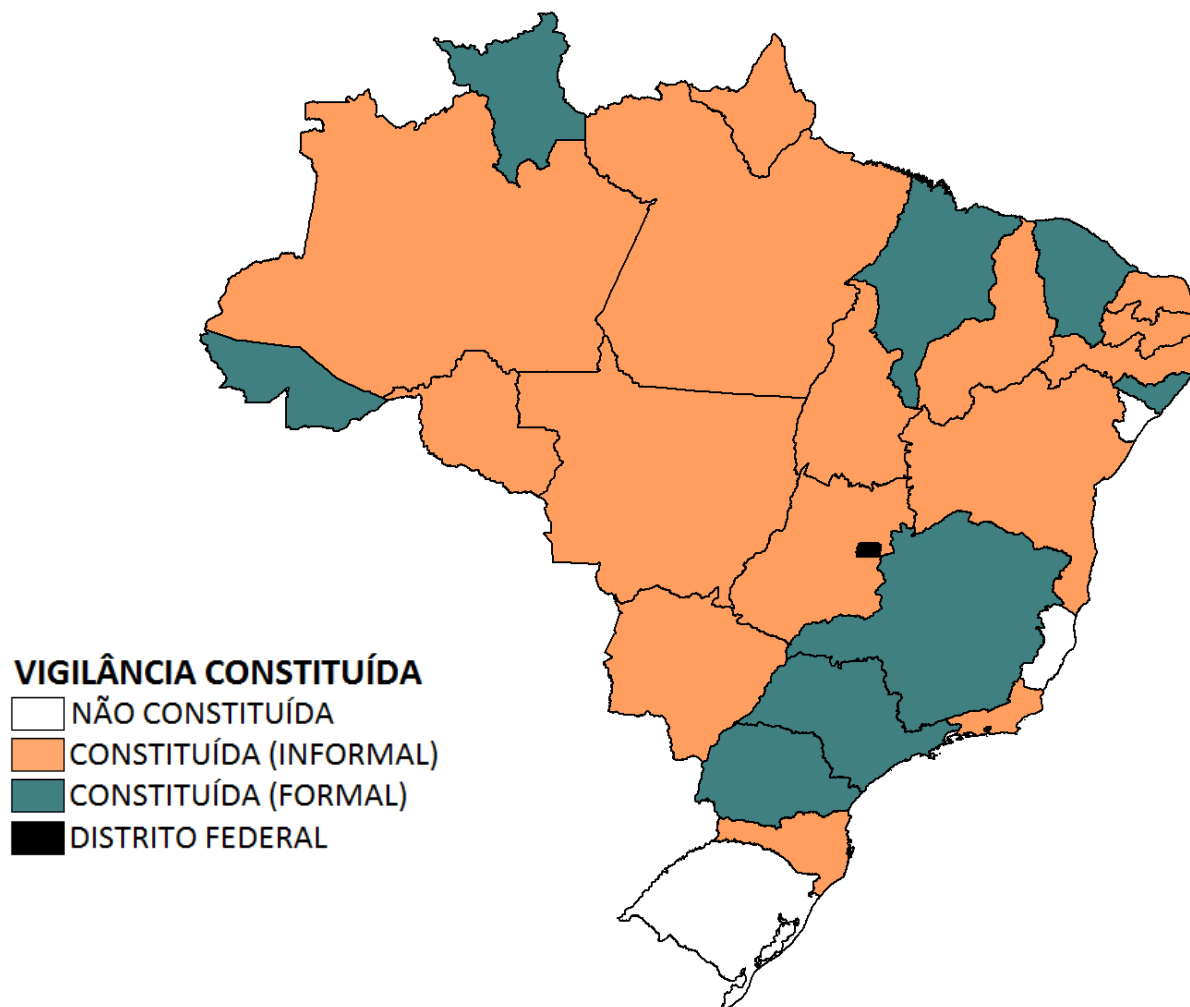 VIGILÂNCIA CONSTITUÍDA
NÃO CONSTITUÍDA
CONSTITUÍDA (INFORMAL)
CONSTITUÍDA (FORMAL)
DISTRITO FEDERAL